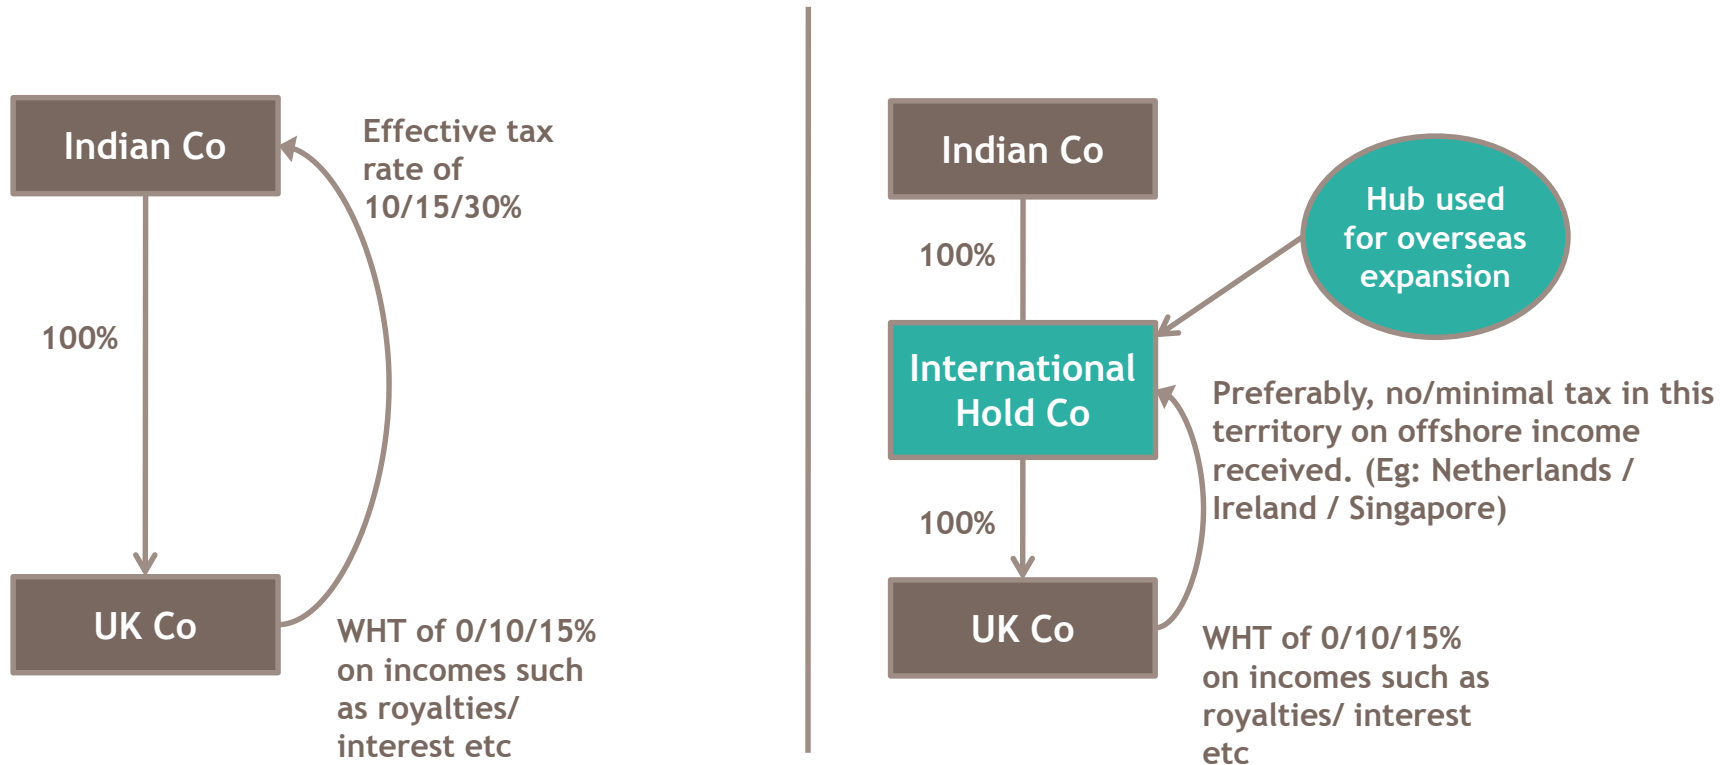 Indian Co
Effective tax
rate of
10/15/30%
100%
UK Co
WHT of 0/10/15%
on incomes such
as royalties/
interest etc
Indian Co
100%
Hub used
for overseas
expansion
International
Hold Co
Preferably, no/minimal tax in this
territory on offshore income
received. (Eg: Netherlands /
Ireland / Singapore)
100%
UK Co
WHT of 0/10/15%
on incomes such as
royalties/ interest
etc